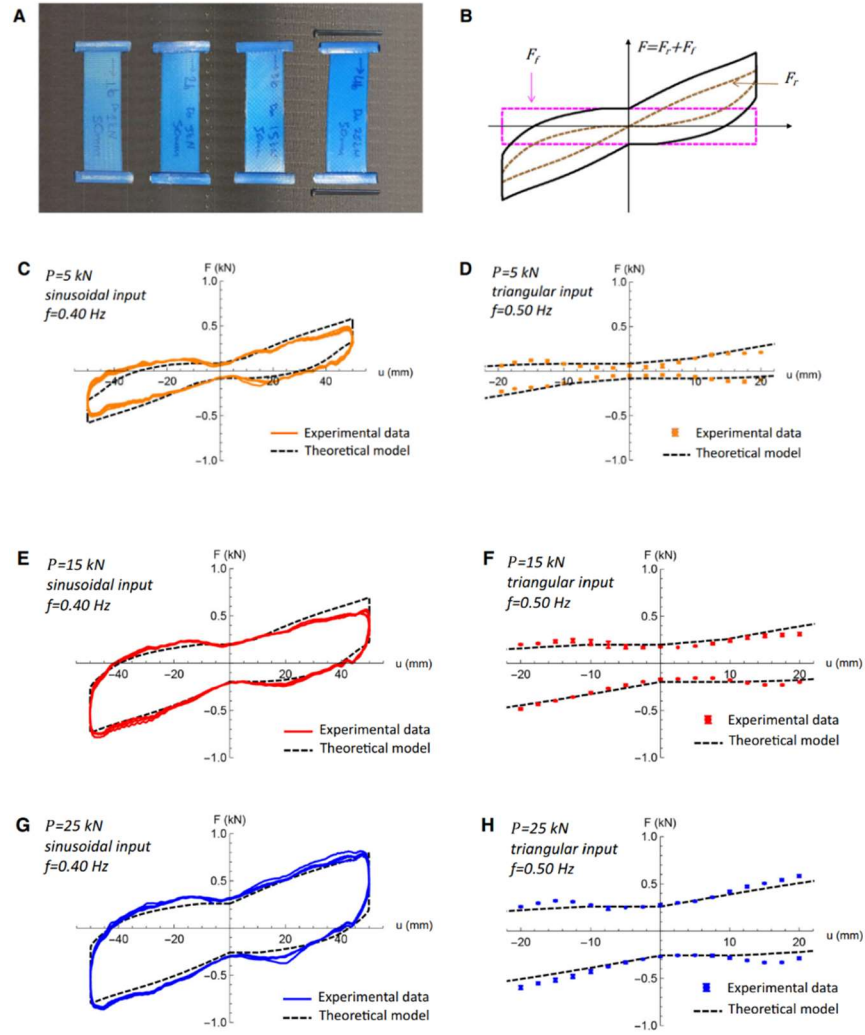 A
B
F_f
F=F_r+F_f
F_r
C
P=5 kN
sinusoidal input
f=0.40 Hz
F (kN)
1.0
0.5
-40 -20 20 40
u (mm)
-0.5
-1.0
Experimental data
Theoretical model
D
P=5 kN
triangular input
f=0.50 Hz
F (kN)
1.0
0.5
-20 -10 0 10 20
u (mm)
-0.5
-1.0
Experimental data
Theoretical model
E
P=15 kN
sinusoidal input
f=0.40 Hz
F (kN)
1.0
0.5
-40 -20 20 40
u (mm)
-0.5
-1.0
Experimental data
Theoretical model
F
P=15 kN
triangular input
f=0.50 Hz
F (kN)
1.0
0.5
-20 -10 0 10 20
u (mm)
-0.5
-1.0
Experimental data
Theoretical model
G
P=25 kN
sinusoidal input
f=0.40 Hz
F (kN)
1.0
0.5
-40 -20 20 40
u (mm)
-0.5
-1.0
Experimental data
Theoretical model
H
P=25 kN
triangular input
f=0.50 Hz
F (kN)
1.0
0.5
-20 -10 0 10 20
u (mm)
-0.5
-1.0
Experimental data
Theoretical model